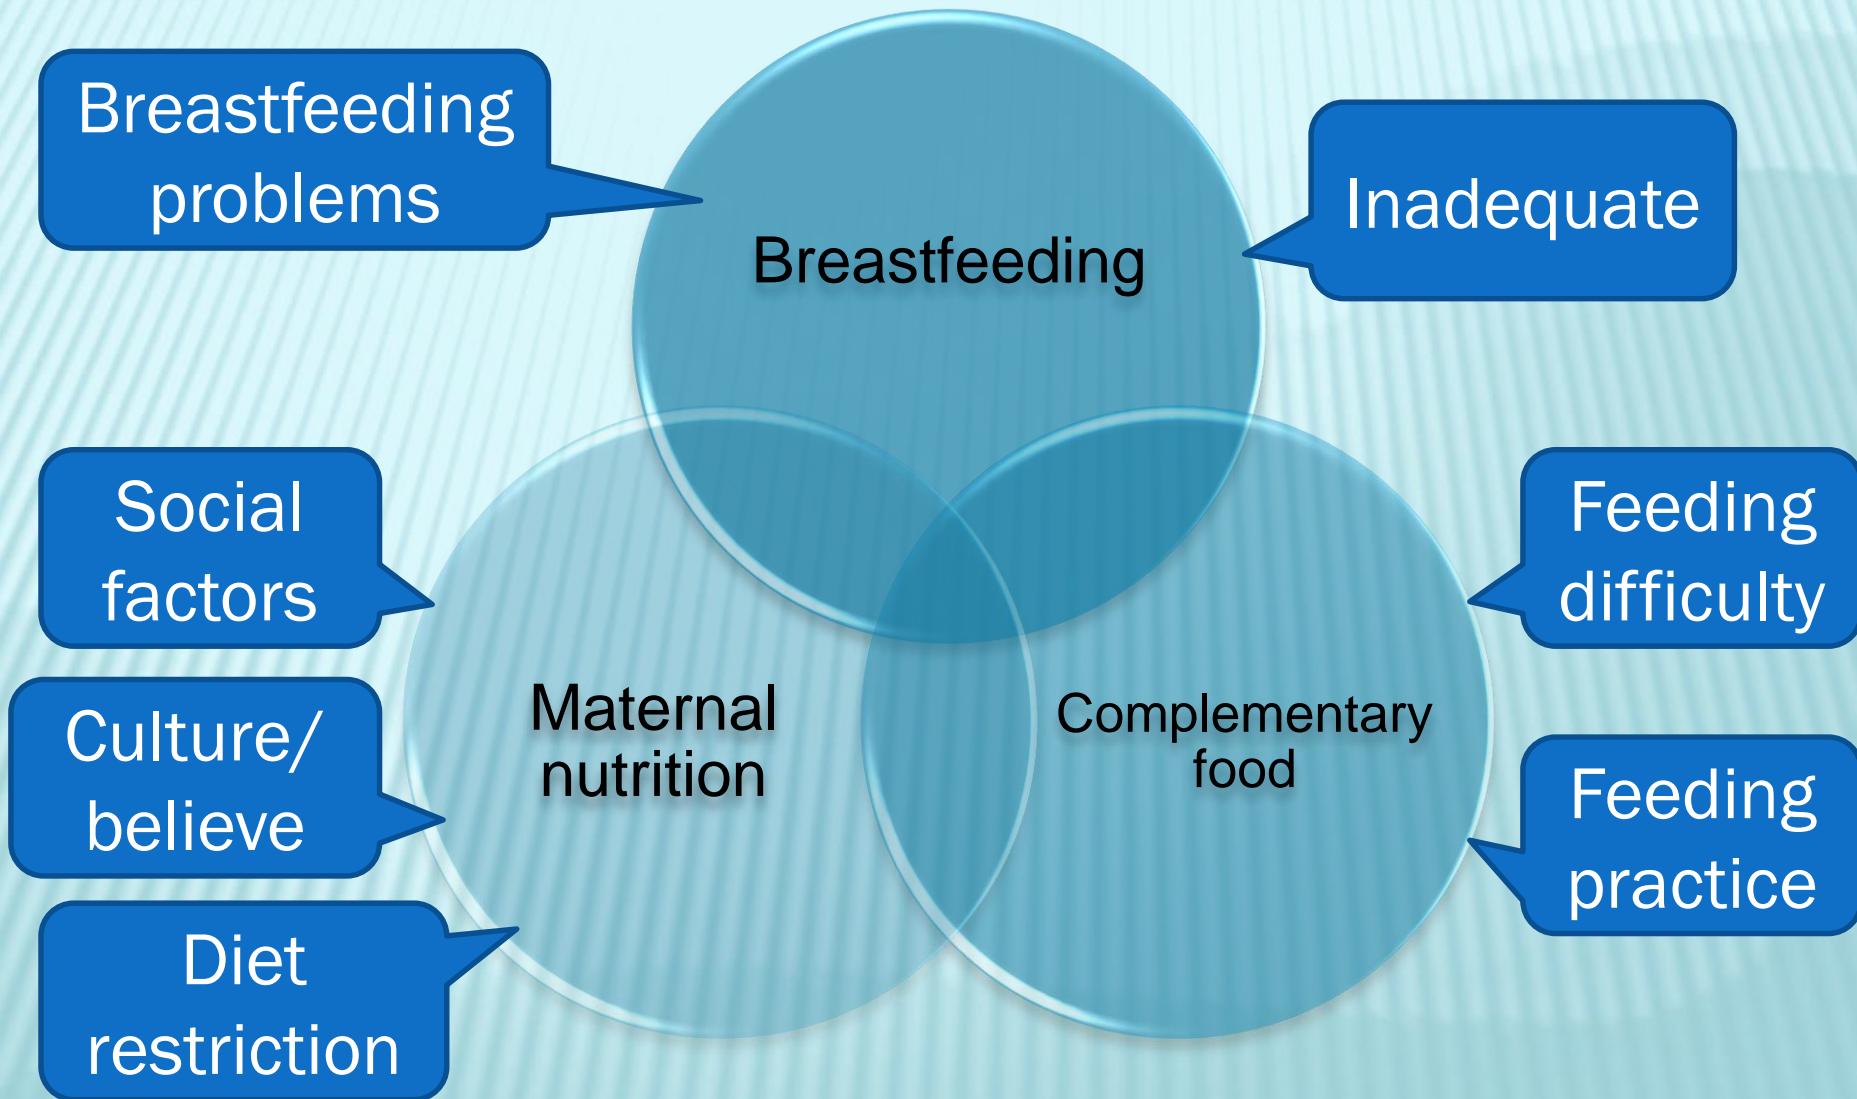 Breastfeeding
problems
Inadequate
Breastfeeding
Social
factors
Feeding
difficulty
Culture/
believe
Maternal
nutrition
Complementary
food
Feeding
practice
Diet
restriction